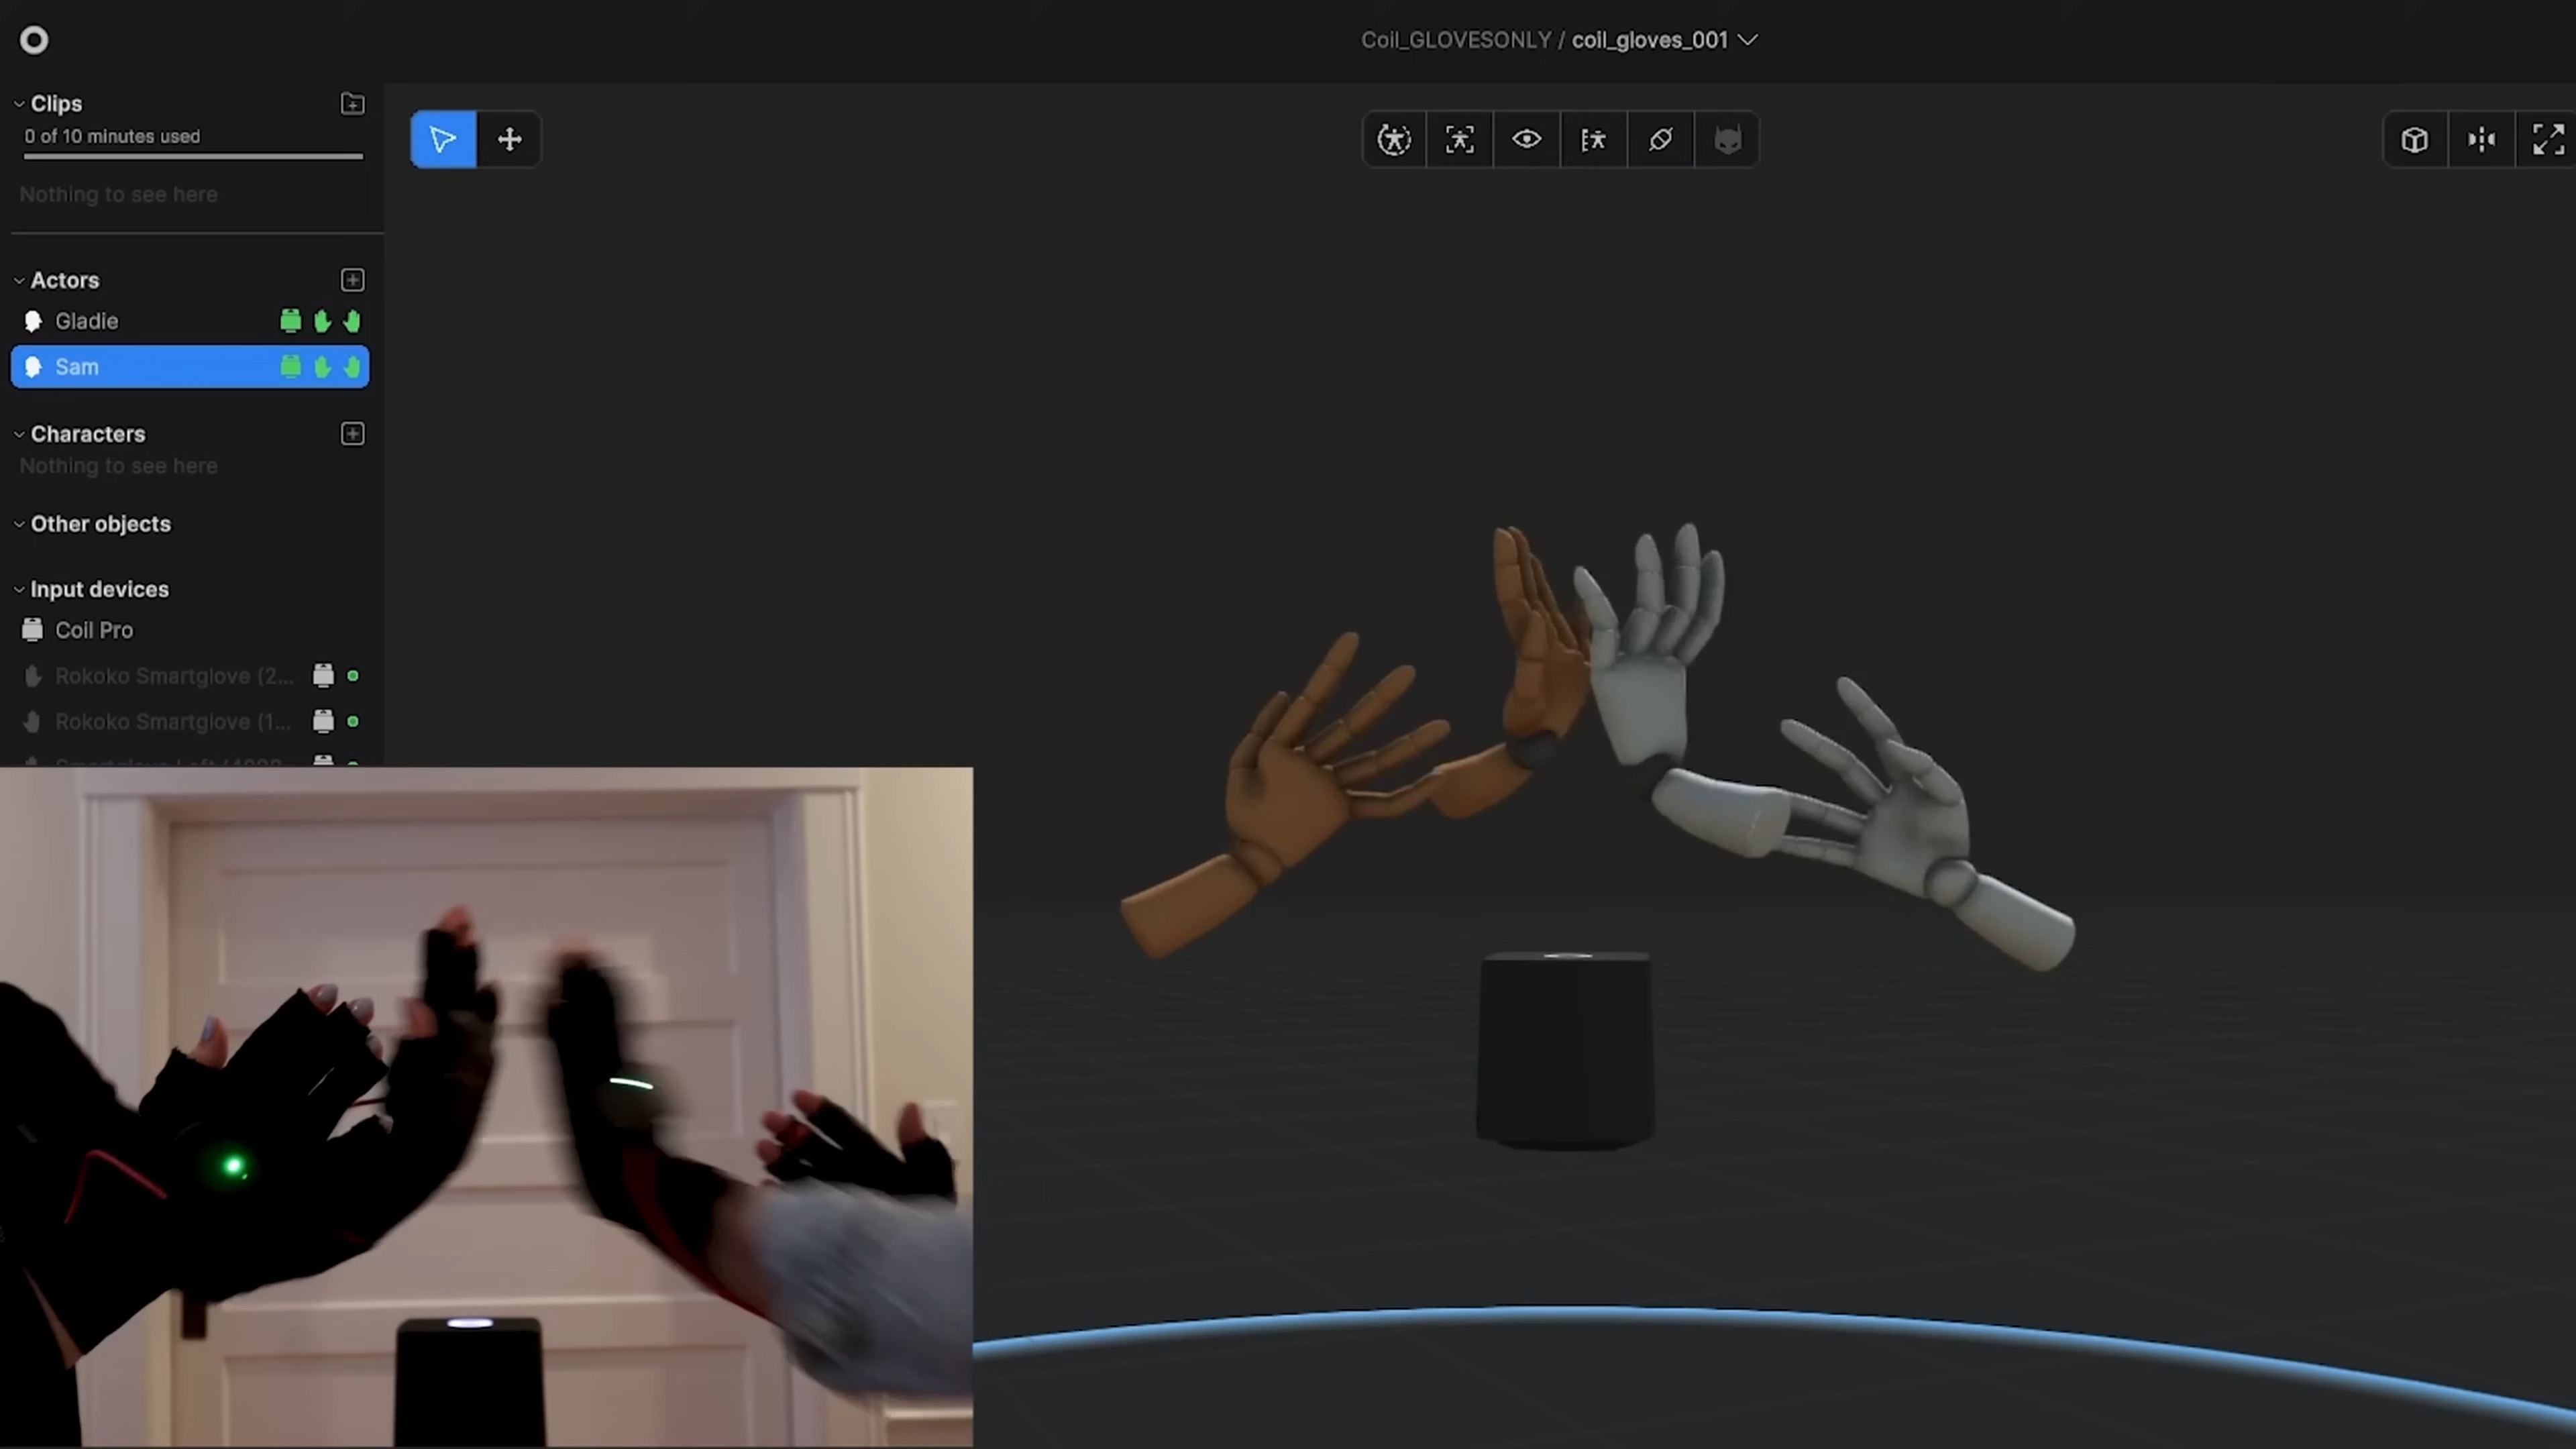 Coil_GLOVESONLY / coil_gloves_001
Clips
0 of 10 minutes used
Nothing to see here
Actors
Gladie
Sam
Characters
Nothing to see here
Other objects
Input devices
Coil Pro
Rokoko Smartglove (2...
Rokoko Smartglove (1...